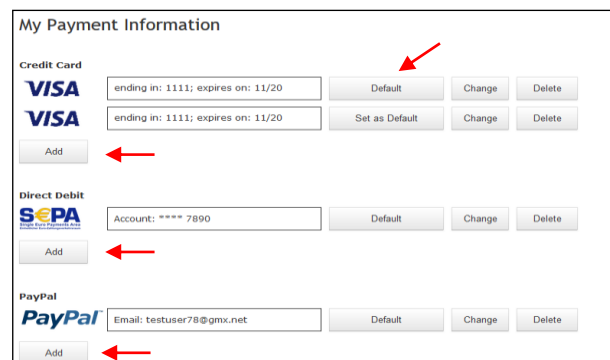 My Payment Information
Credit Card
VISA ending in: 1111; expires on: 11/20 Default Change Delete
VISA ending in: 1111; expires on: 11/20 Set as Default Change Delete
Add
Direct Debit
S€PA Account: **** 7890 Default Change Delete
Single Euro Payments Area
Add
PayPal
PayPal Email: testuser78@gmx.net Default Change Delete
Add